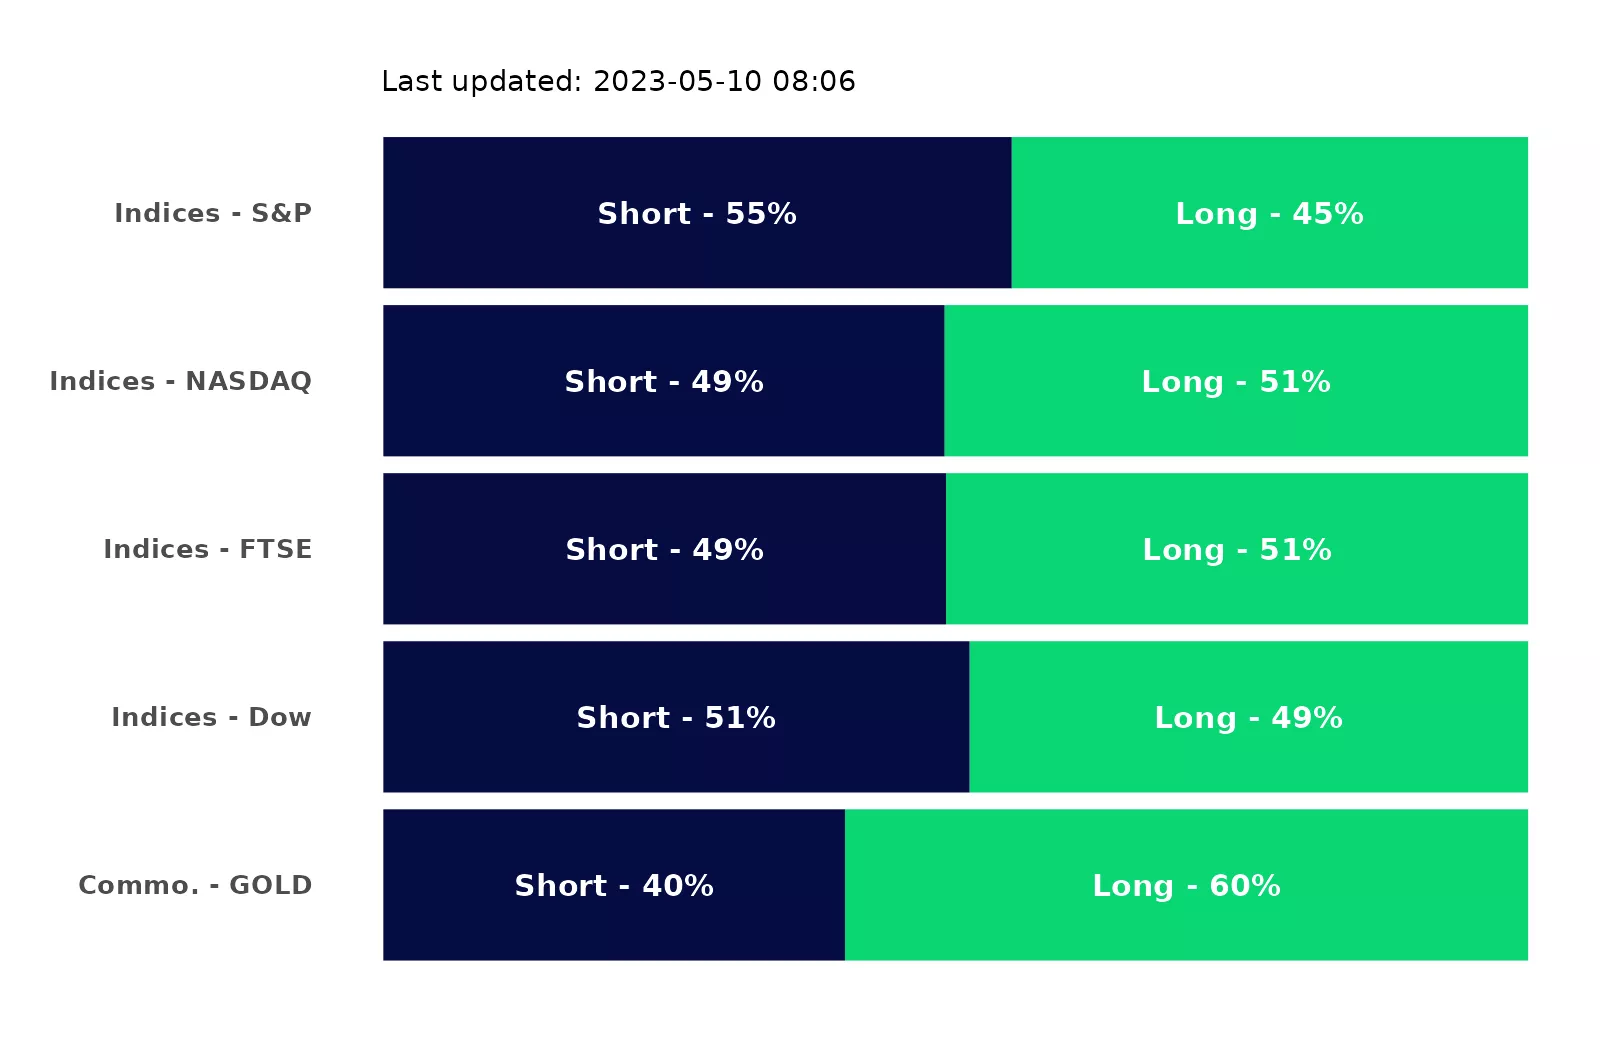 Last updated: 2023-05-10 08:06
Indices - S&P Short - 55% Long - 45%
Indices - NASDAQ Short - 49% Long - 51%
Indices - FTSE Short - 49% Long - 51%
Indices - Dow Short - 51% Long - 49%
Commo. - GOLD Short - 40% Long - 60%